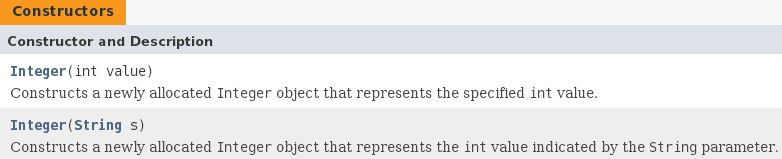 Constructors
Constructor and Description
Integer(int value)
Constructs a newly allocated Integer object that represents the specified int value.
Integer(String s)
Constructs a newly allocated Integer object that represents the int value indicated by the String parameter.